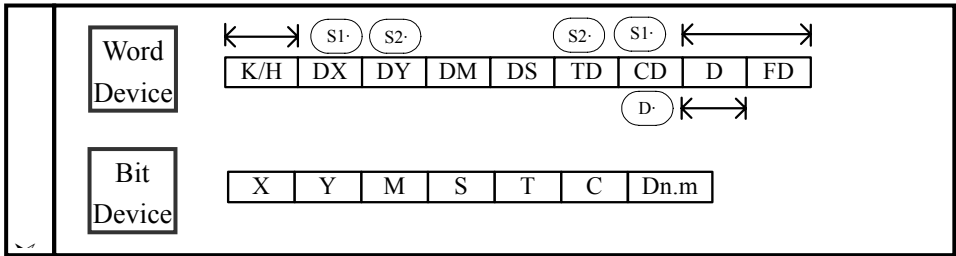 Word
Device
S1· S2· S2· S1·
K/H DX DY DM DS TD CD D FD
D·
Bit
Device
X Y M S T C Dn.m